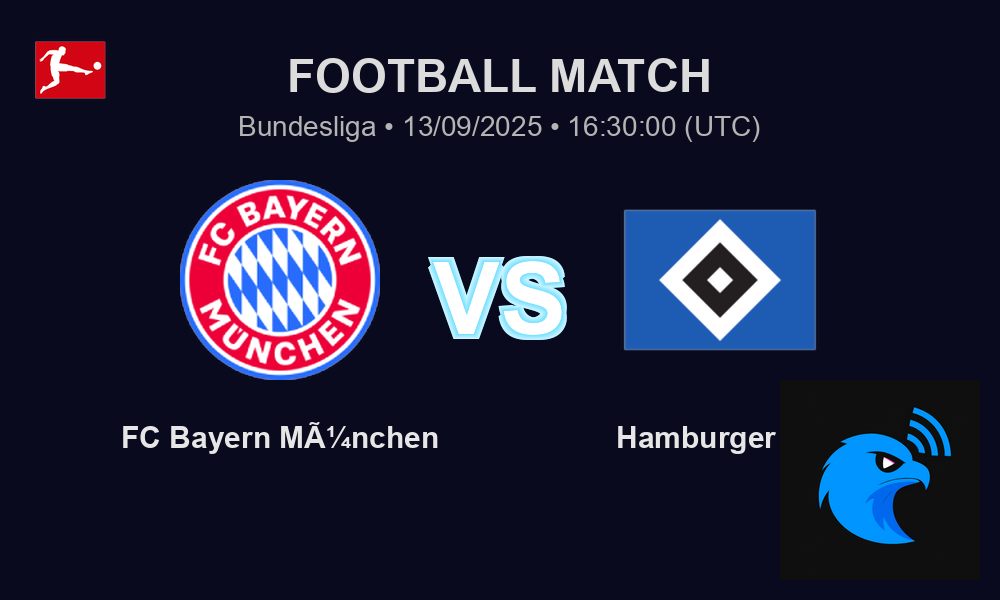 FOOTBALL MATCH
Bundesliga • 13/09/2025 • 16:30:00 (UTC)
FC BAYERN
MÜNCHEN
VS
FC Bayern MÃ¼nchen
Hamburger